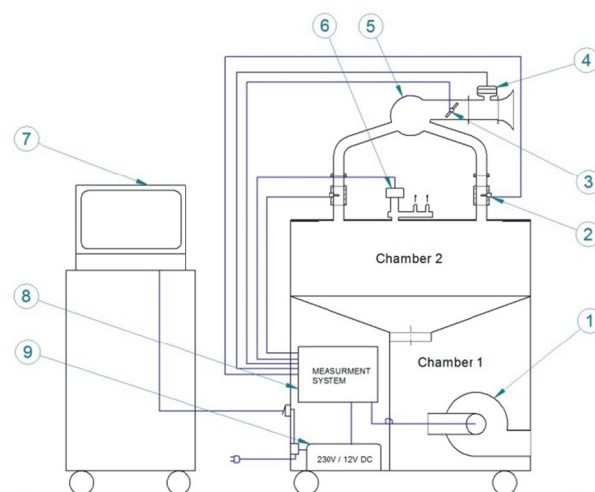 6
5
4
7
3
2
Chamber 2
8
1
Chamber 1
9
MEASURMENT
SYSTEM
230V / 12V DC